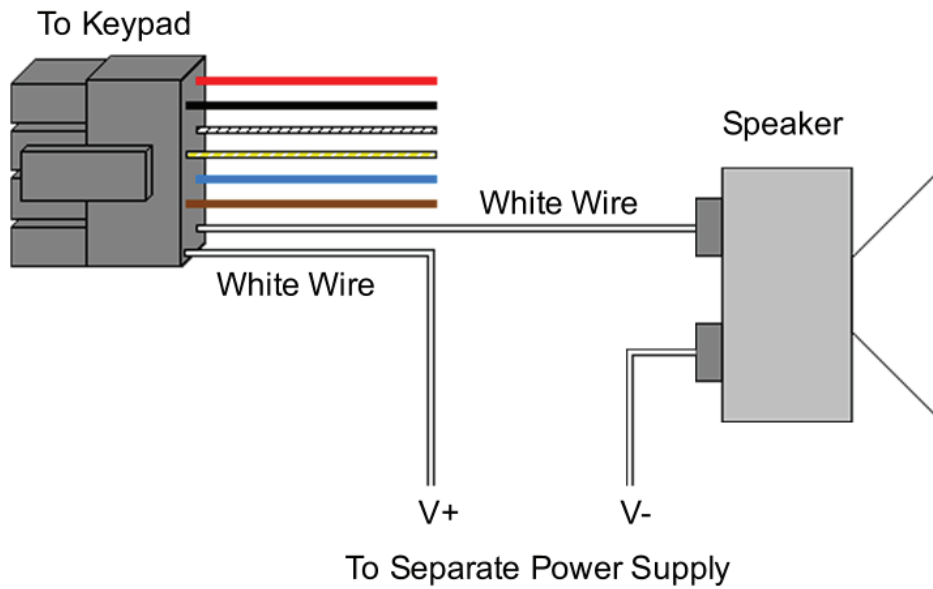 To Keypad
Speaker
White Wire
White Wire
V+
V-
To Separate Power Supply